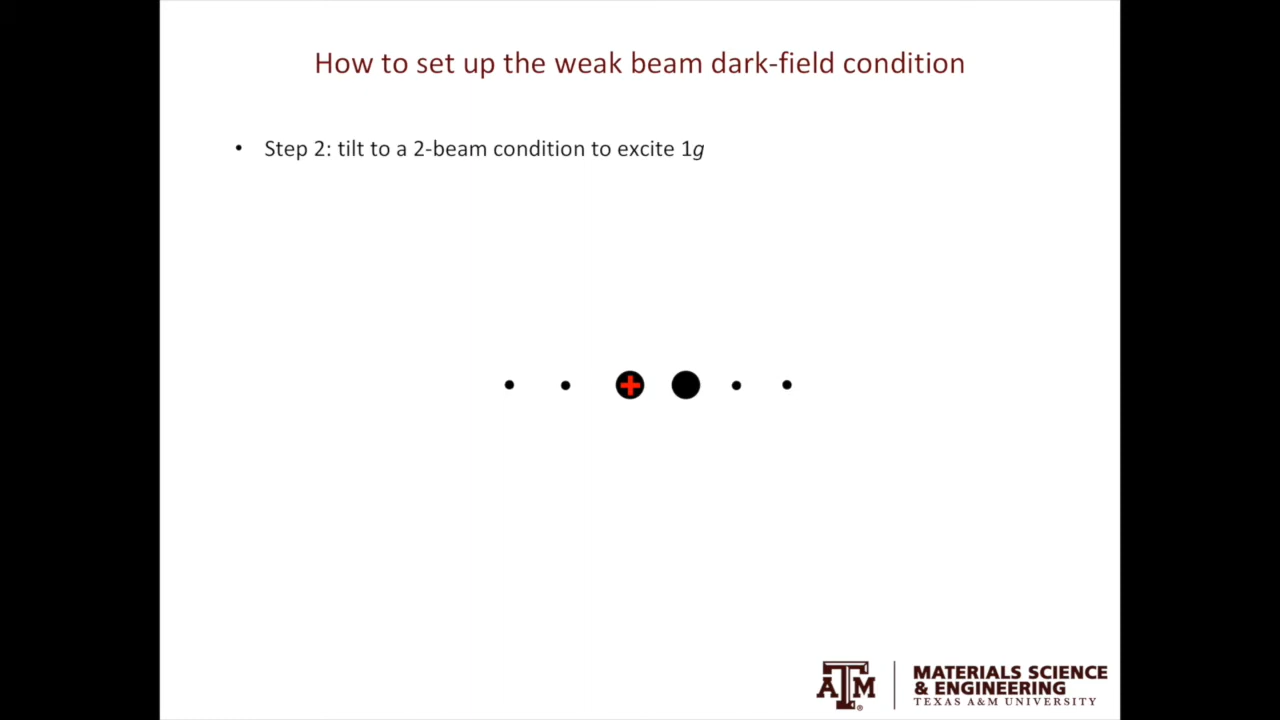 How to set up the weak beam dark-field condition
• Step 2: tilt to a 2-beam condition to excite 1g
ATM
MATERIALS SCIENCE
& ENGINEERING
TEXAS A&M UNIVERSITY